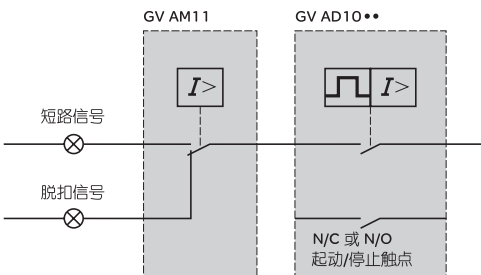 GV AM11
GV AD10••
I>
I>
短路信号
脱扣信号
N/C 或 N/O
起动/停止触点